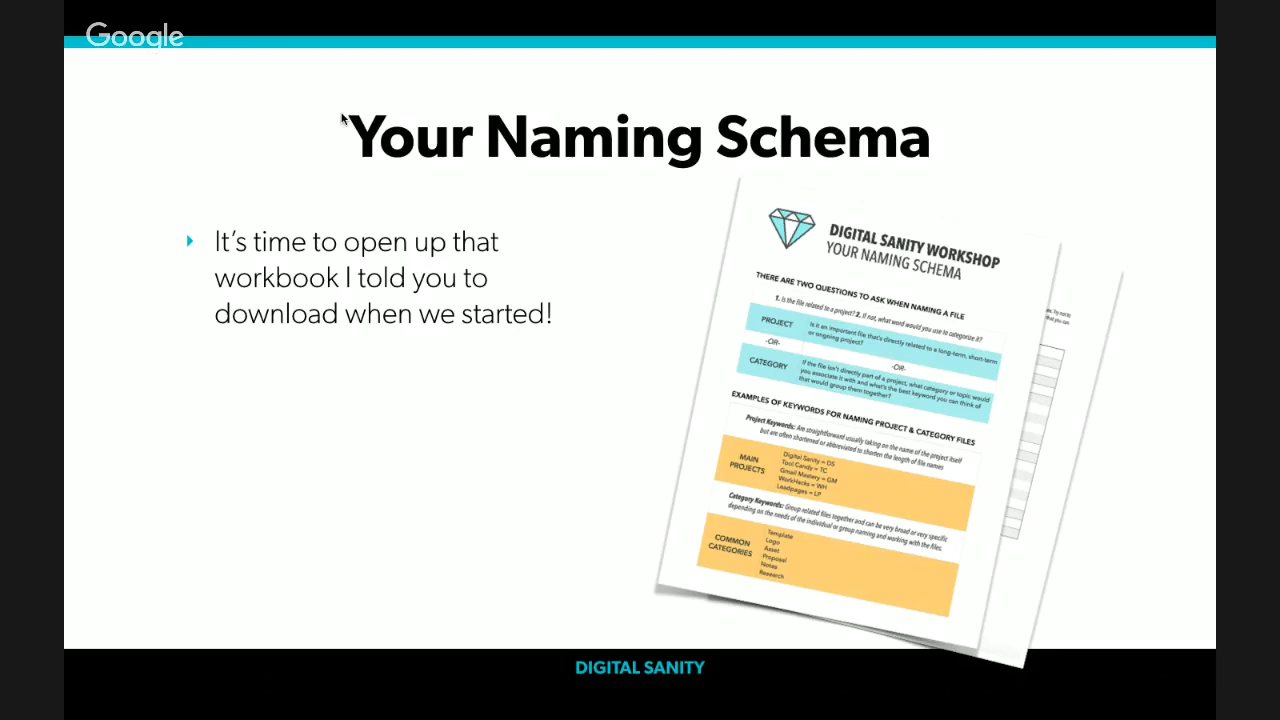 Google
Your Naming Schema
It's time to open up that
workbook I told you to
download when we started!
DIGITAL SANITY WORKSHOP
YOUR NAMING SCHEMA
THERE ARE TWO QUESTIONS TO ASK WHEN NAMING A FILE
1. Is the file related to a project? 2. If not, what word would you use to categorize it?
PROJECT
Is it an important file that's directly related to a long-term, short-term
or ongoing project?
-OR-
-OR-
CATEGORY
If the file isn't directly part of a project, what category or topic would
you associate it with and what's the best keyword you can think of
that would group them together?
EXAMPLES OF KEYWORDS FOR NAMING PROJECT & CATEGORY FILES
Project Keywords: Are straightforward usually taking on the name of the project itself
but are often shortened or abbreviated to shorten the length of file names
MAIN
PROJECTS
Digital Sanity = DS
Tool Candy = TC
Gmail Mastery = GM
WorkHacks = WH
Leadpages = LP
Category Keywords: Group related files together and can be very broad or very specific
depending on the needs of the individual or group naming and working with the files.
COMMON
CATEGORIES
Template
Logo
Asset
Proposal
Notes
Research
that you can
DIGITAL SANITY